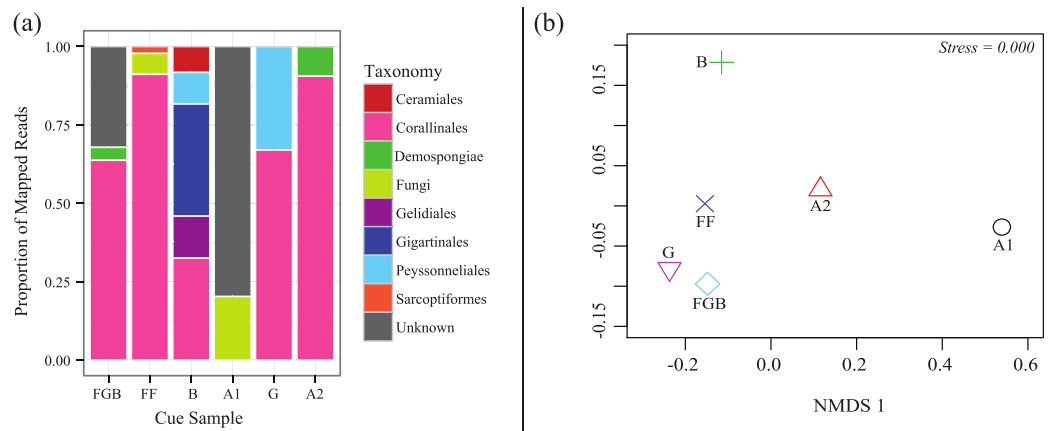 (a)
1.00
0.75
0.50
0.25
0.00
Proportion of Mapped Reads
FGB FF B A1 G A2
Cue Sample
Taxonomy
Ceramiales
Corallinales
Demospongiae
Fungi
Gelidiales
Gigartinales
Peyssonneliales
Sarcoptiformes
Unknown
(b)
Stress = 0.000
0.15
0.05
-0.05
-0.15
B
A2
FF
A1
G
FGB
-0.2 0.0 0.2 0.4 0.6
NMDS 1